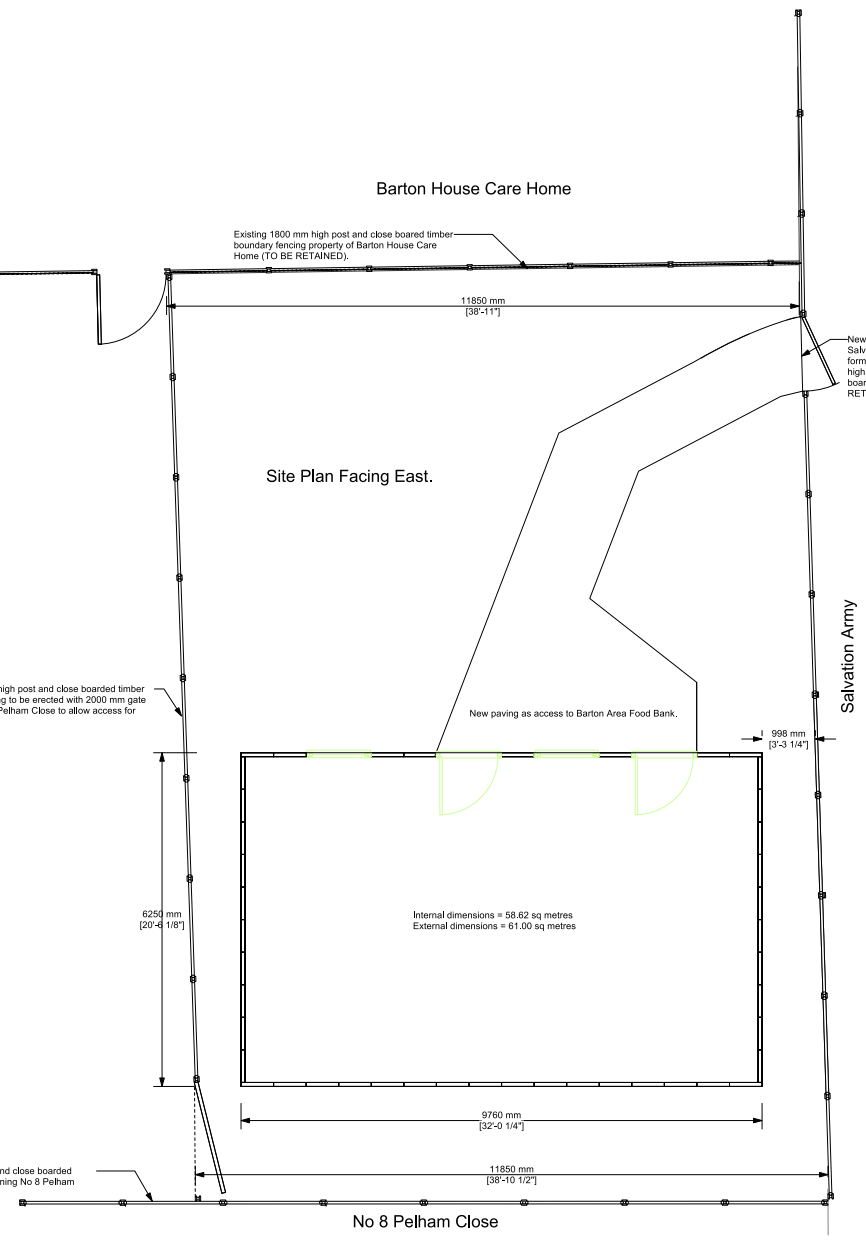 Barton House Care Home
Existing 1800 mm high post and close boared timber
boundary fencing property of Barton House Care
Home (TO BE RETAINED).
11850 mm
[38'-11"]
New
Salv
form
high
boar
RET
Site Plan Facing East.
Salvation Army
high post and close boarded timber
ng to be erected with 2000 mm gate
Pelham Close to allow access for
New paving as access to Barton Area Food Bank.
998 mm
[3'-3 1/4"]
6250 mm
[20'-6 1/8"]
Internal dimensions = 58.62 sq metres
External dimensions = 61.00 sq metres
9760 mm
[32'-0 1/4"]
nd close boarded
ning No 8 Pelham
11850 mm
[38'-10 1/2"]
No 8 Pelham Close